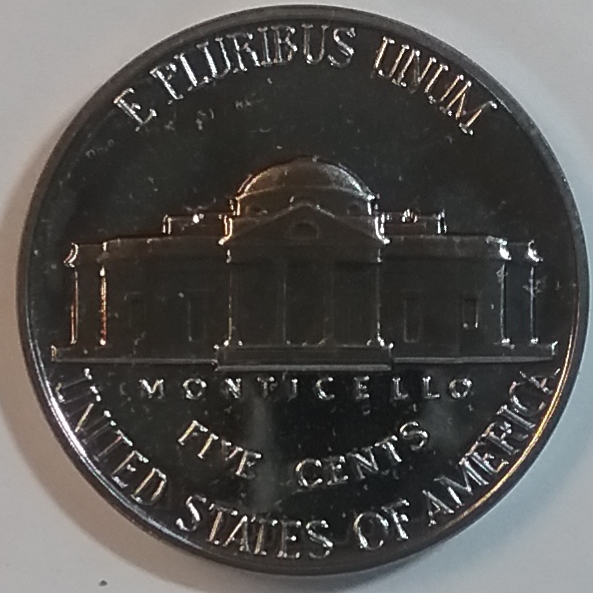 E PLURIBUS UNUM
MONTICELLO
FIVE CENTS
UNITED STATES OF AMERICA